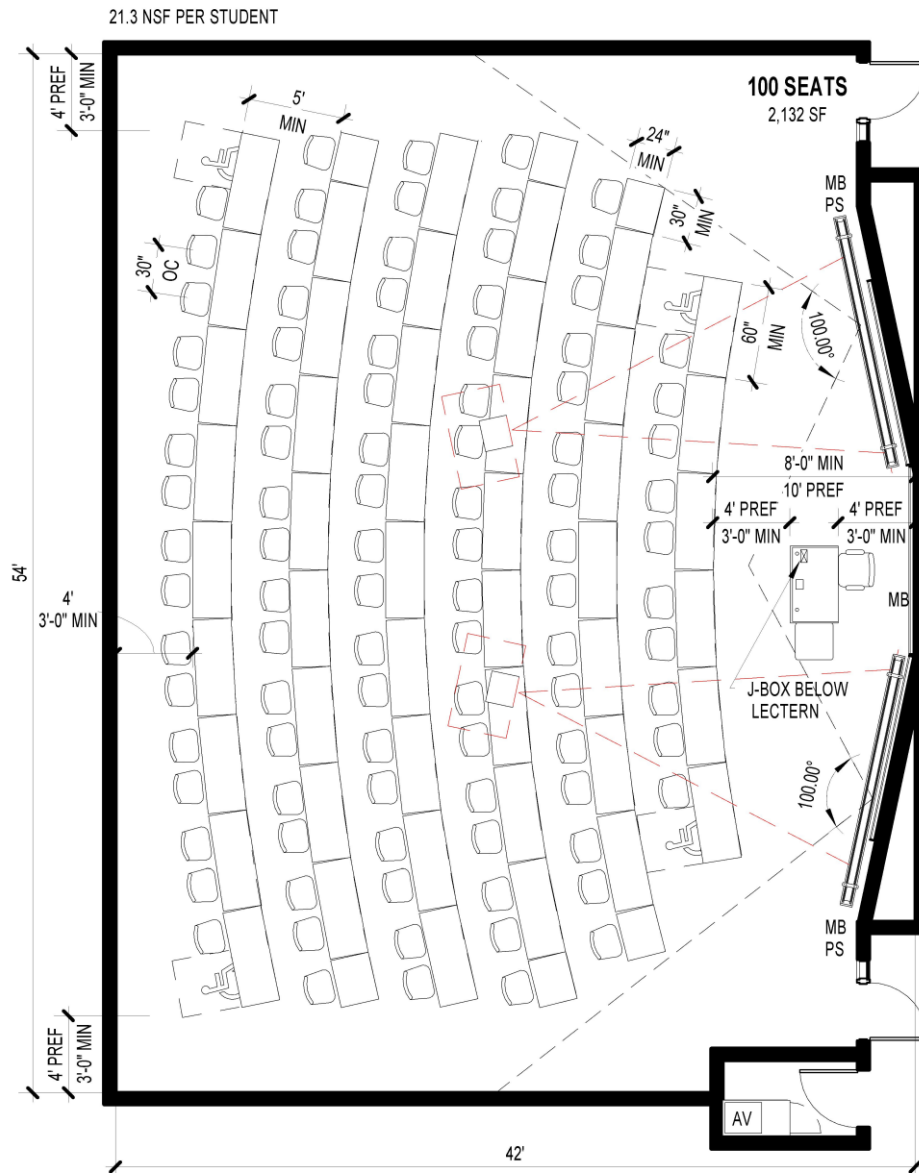 21.3 NSF PER STUDENT
4' PREF
3'-0" MIN
5'
MIN
100 SEATS
2,132 SF
24"
MIN
30"
MIN
MB
PS
30"
OC
60"
MIN
100.00°
8'-0" MIN
10' PREF
4' PREF
3'-0" MIN
4' PREF
3'-0" MIN
54'
4'
3'-0" MIN
MB
J-BOX BELOW
LECTERN
100.00°
MB
PS
4' PREF
3'-0" MIN
AV
42'